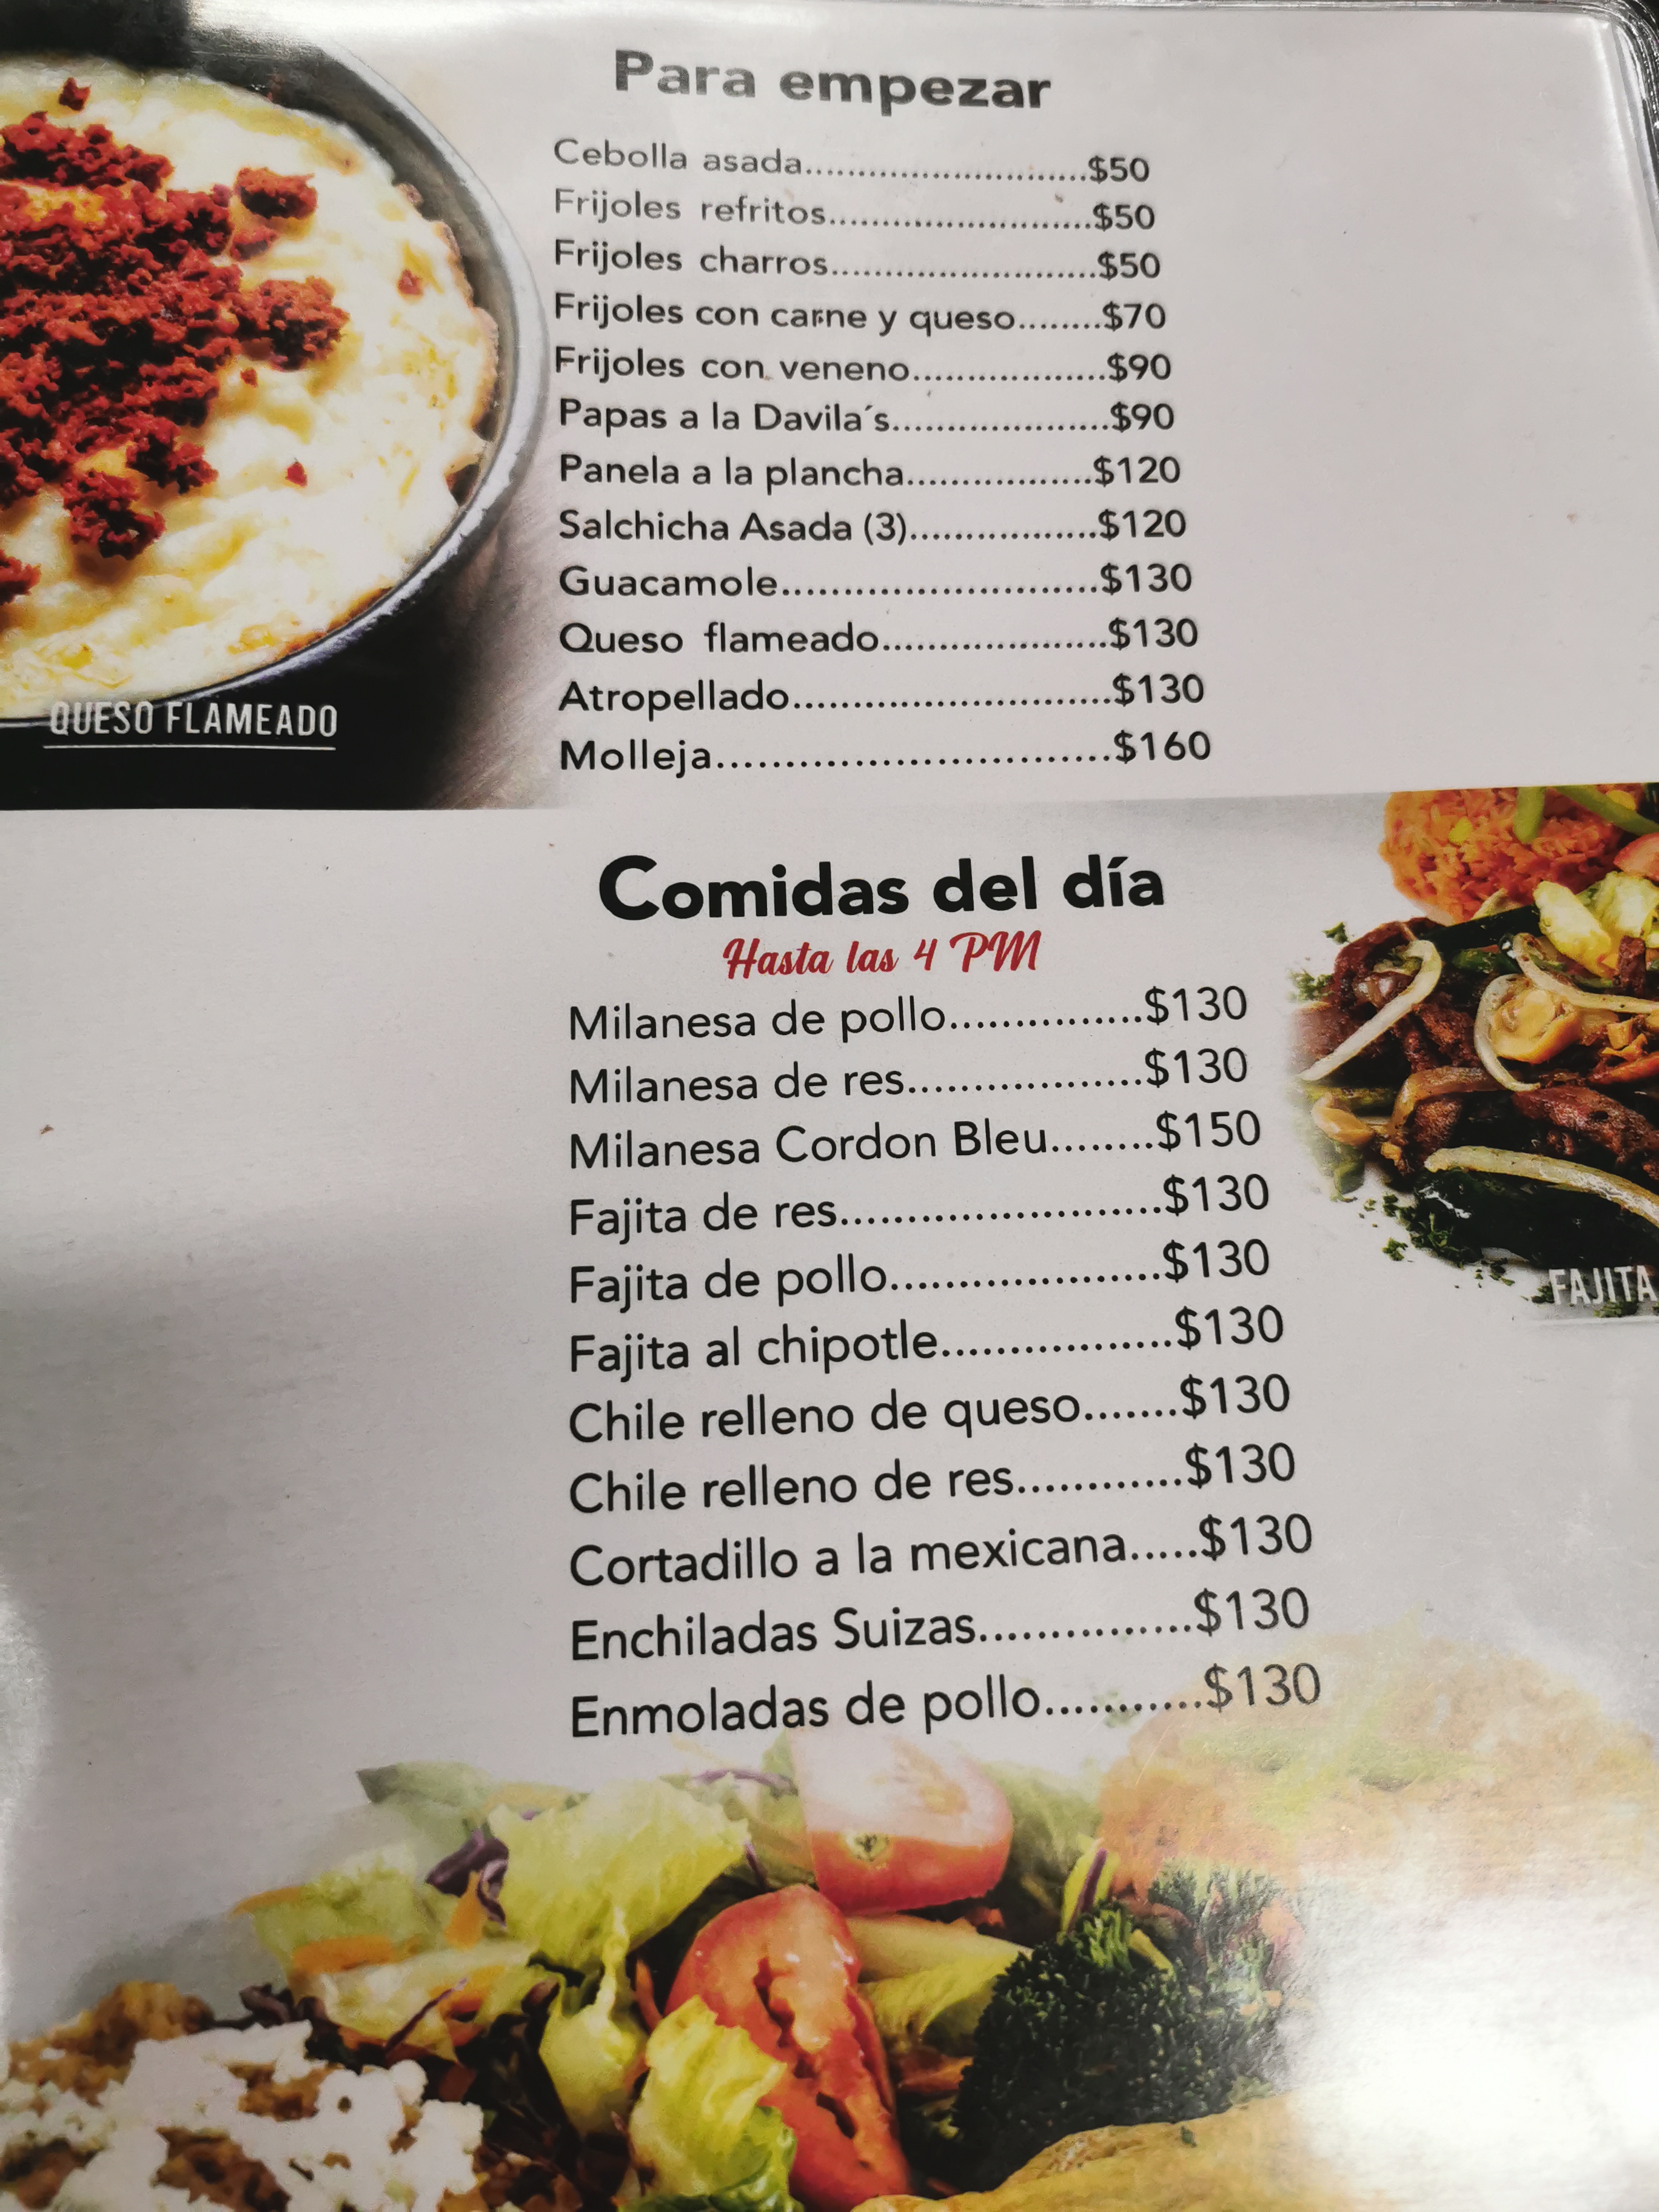 Para empezar
Cebolla asada.............................$50
Frijoles refritos...........................$50
Frijoles charros...........................$50
Frijoles con carne y queso........$70
Frijoles con veneno...................$90
Papas a la Davila´s.....................$90
Panela a la plancha..................$120
Salchicha Asada (3)..................$120
Guacamole..............................$130
Queso flameado.....................$130
Atropellado.............................$130
Molleja.............................$160
QUESO FLAMEADO
Comidas del día
Hasta las 4 PM
Milanesa de pollo...............$130
Milanesa de res..................$130
Milanesa Cordon Bleu........$150
Fajita de res........................$130
Fajita de pollo....................$130
Fajita al chipotle.................$130
Chile relleno de queso.......$130
Chile relleno de res............$130
Cortadillo a la mexicana.....$130
Enchiladas Suizas...............$130
Enmoladas de pollo...........$130
FAJITA